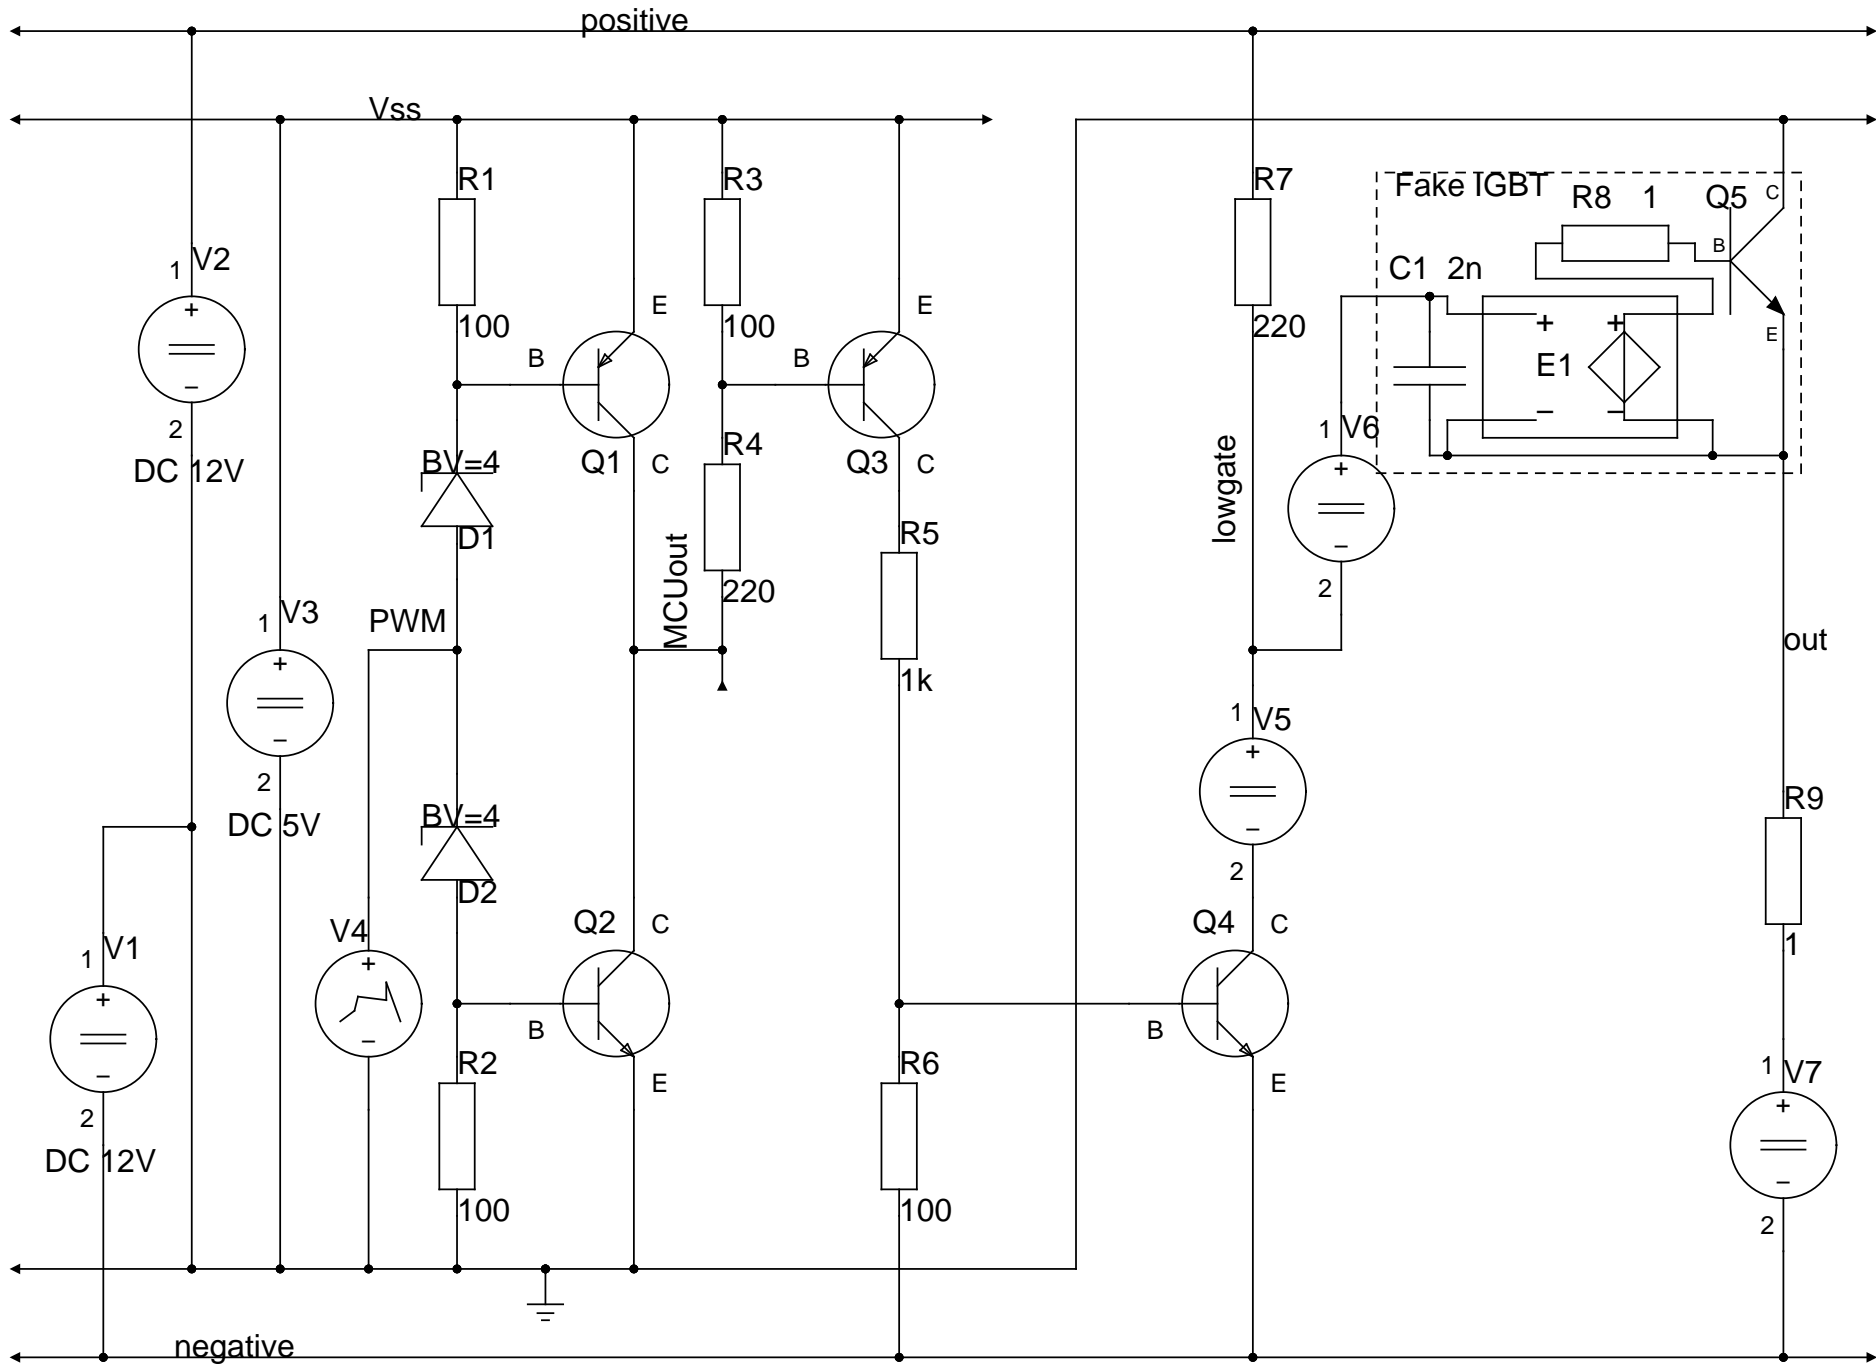 positive
Vss
R1
R3
R7
Fake IGBT
R8 1
Q5
C
B
1 V2
+
C1 2n
E
E
100
100
220
+
+
E
B
B
E1
−
2
−
−
BV=4
Q1
C
R4
Q3
C
lowgate
1 V6
DC 12V
+
D1
MCUout
R5
−
1 V3
PWM
220
2
out
+
1k
1 V5
−
+
2
DC 5V
BV=4
−
R9
D2
2
V4
Q2
C
Q4
C
1 V1
+
1
+
−
B
B
−
R2
E
R6
E
1 V7
2
+
DC 12V
−
100
100
2
negative